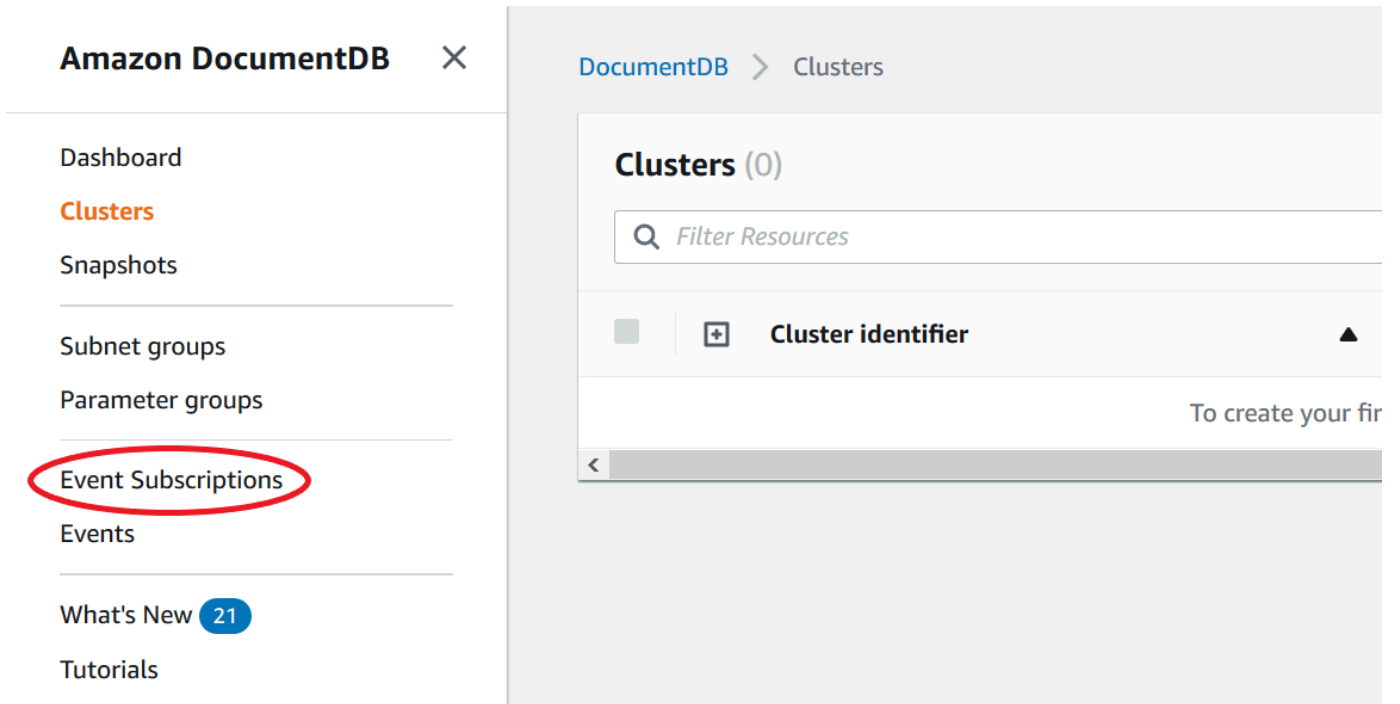 Amazon DocumentDB
Dashboard
Clusters
Snapshots
Subnet groups
Parameter groups
Event Subscriptions
Events
What's New 21
Tutorials
DocumentDB > Clusters
Clusters (0)
Filter Resources
Cluster identifier
To create your fir